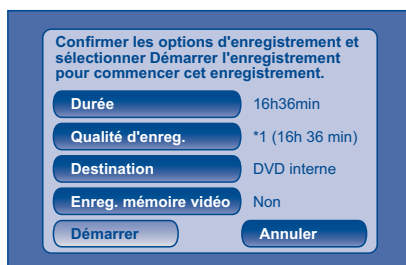 Confirmer les options d'enregistrement et
sélectionner Démarrer l'enregistrement
pour commencer cet enregistrement.
Durée 16h36min
Qualité d'enreg. *1 (16h 36 min)
Destination DVD interne
Enreg. mémoire vidéo Non
Démarrer Annuler